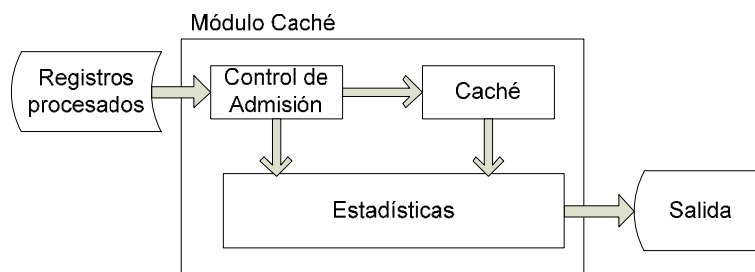 Módulo Caché
Registros
procesados
Control de
Admisión
Caché
Estadísticas
Salida